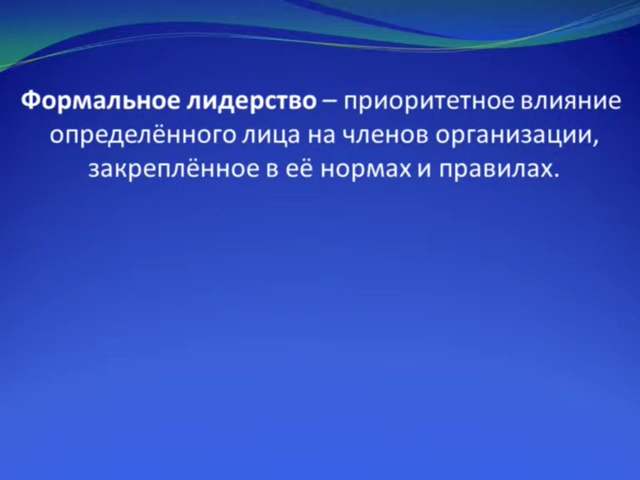 Формальное лидерство – приоритетное влияние
определённого лица на членов организации,
закреплённое в её нормах и правилах.